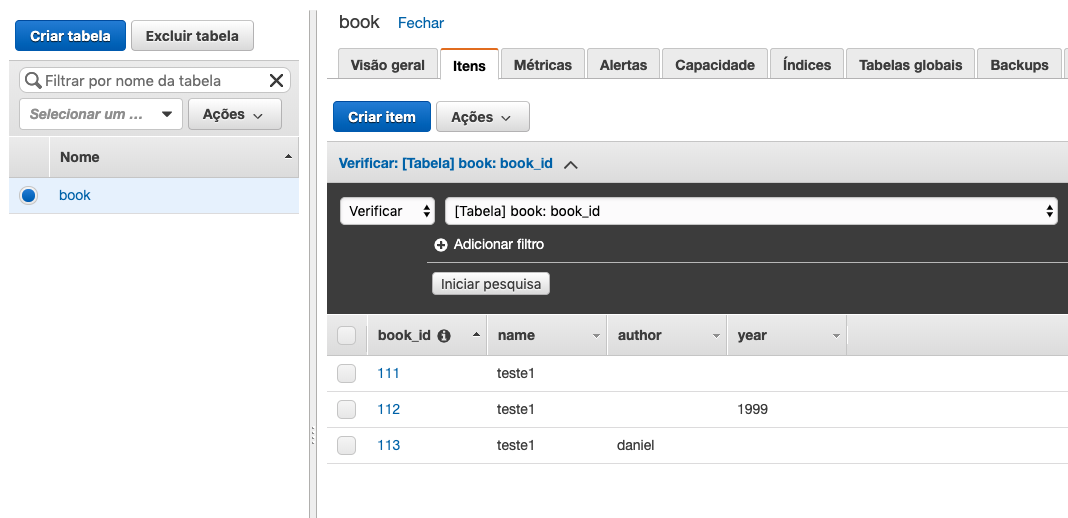 Criar tabela Excluir tabela
Filtrar por nome da tabela
Selecionar um ... Ações
Nome
book
book Fechar
Visão geral Itens Métricas Alertas Capacidade Índices Tabelas globais Backups
Criar item Ações
Verificar: [Tabela] book: book_id
Verificar [Tabela] book: book_id
Adicionar filtro
Iniciar pesquisa
book_id name author year
111 teste1
112 teste1 1999
113 teste1 daniel